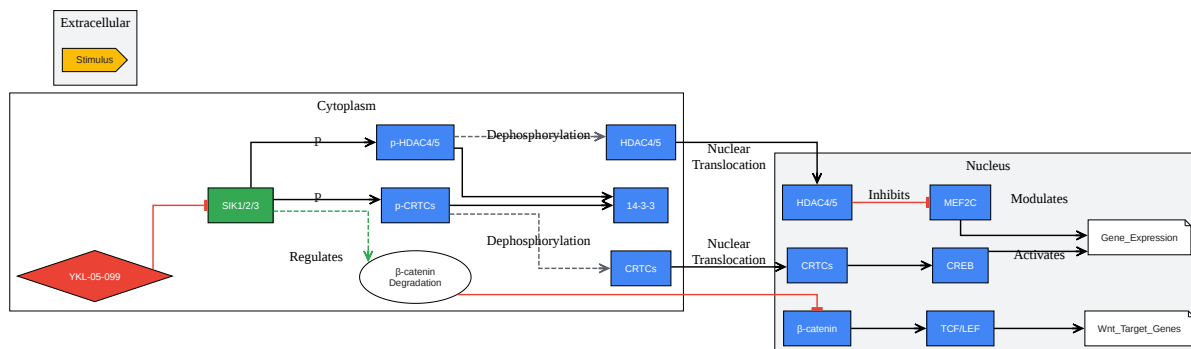 Extracellular
Stimulus
Cytoplasm
P
p-HDAC4/5
Dephosphorylation
HDAC4/5
Nuclear
Translocation
Nucleus
SIK1/2/3
P
p-CRTCs
14-3-3
HDAC4/5
Inhibits
MEF2C
Modulates
Gene_Expression
Regulates
Dephosphorylation
Nuclear
Translocation
Activates
YKL-05-099
β-catenin
Degradation
CRTCs
CRTCs
CREB
β-catenin
TCF/LEF
Wnt_Target_Genes